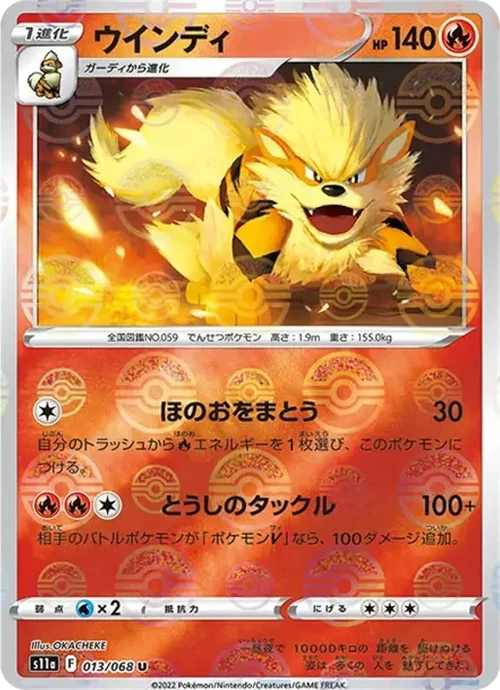 1進化 ウインディ HP 140
ガーディから進化
全国図鑑NO.059 でんせつポケモン 高さ：1.9m 重さ：155.0kg
ほのおをまとう 30
自分のトラッシュから エネルギーを1枚選び、このポケモンに
つける。
とうしのタックル 100+
相手のバトルポケモンが「ポケモンV」なら、100ダメージ追加。
弱点 ×2 抵抗力 にげる
Illus. OKACHEKE
s11a F 013/068 U
一昼夜で 10000キロの 距離を 駆けぬける
姿は、多くの 人を 魅了してきた。
©2022 Pokémon/Nintendo/Creatures/GAME FREAK.